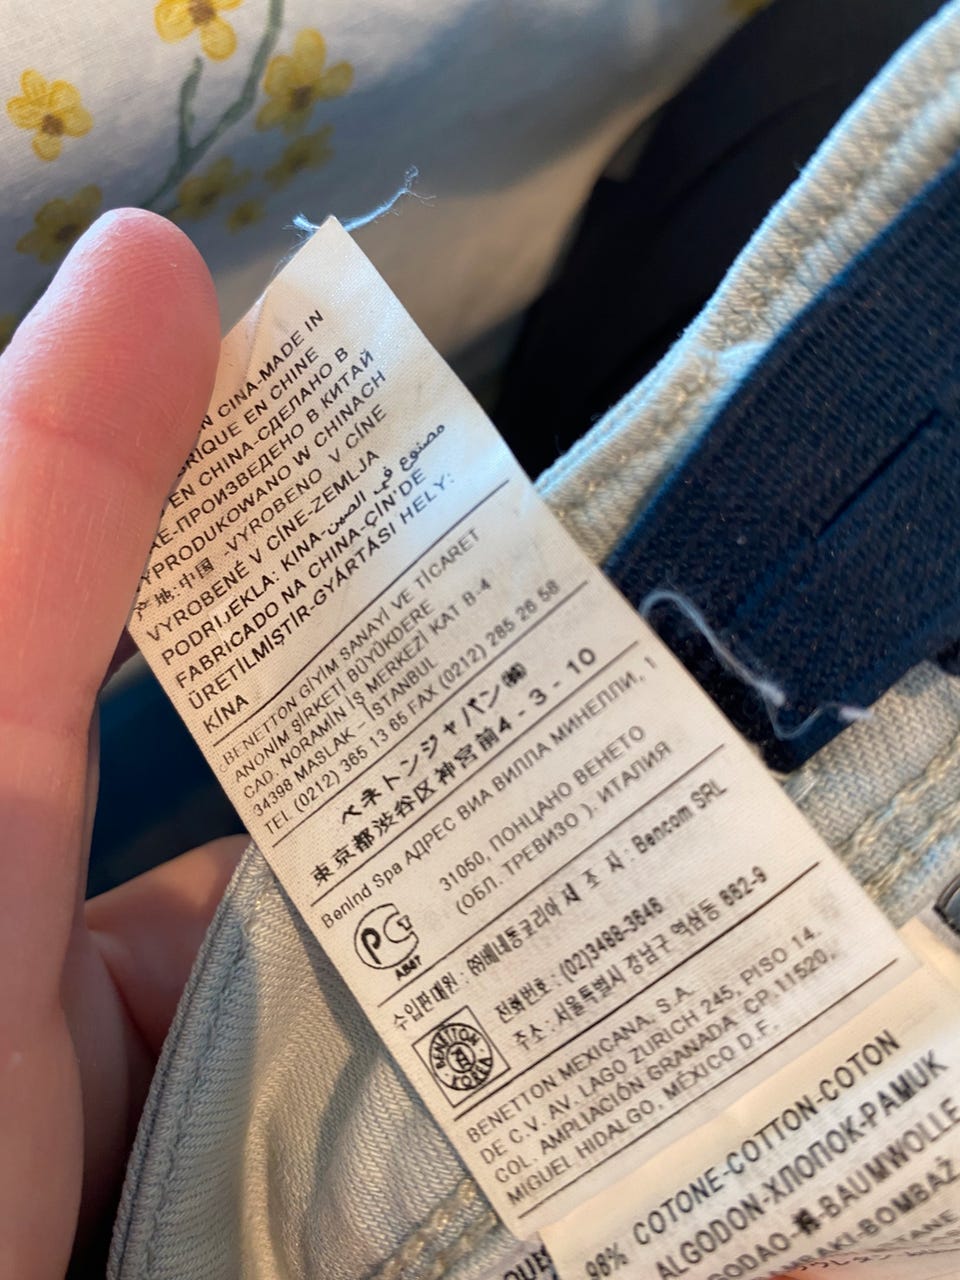 CINA-MADE IN
EN CHINE
EN CHINA-СДЕЛАНО В
-ПРОИЗВЕДЕНО В КИТАЙ
WYPRODUKOWANO W CHINACH
产地:中国 VYROBENO V CÍNE
VYROBENÉ V CÍNE-ZEMLJA
PODRIJEKLA: KINA-مصنوع في الصين
FABRICADO NA CHINA-ÇIN'DE
ÜRETİLMİŞTİR-GYÁRTÁSI HELY:
KÍNA
BENETTON GİYİM SANAYİ VE TİCARET
ANONİM ŞİRKETİ BÜYÜKDERE
CAD. NORAMİN İŞ MERKEZİ KAT B-4
34398 MASLAK - İSTANBUL
TEL (0212) 365 13 65 FAX (0212) 285 26 58
ベネトンジャパン㈱
東京都渋谷区神宮前4-3-10
BenInd Spa АДРЕС ВИА ВИЛЛА МИНЕЛЛИ, 1
31050, ПОНЦАНО ВЕНЕТО
(ОБЛ. ТРЕВИЗО ). ИТАЛИЯ
PC
АВ47
수입판매원 : ㈜베네통코리아 제 조 자 : Bencom SRL
전화번호 : (02)3488-3646
주소 : 서울특별시 강남구 역삼동 662-9
BENETTON
KOREA
BENETTON MEXICANA, S.A.
DE C.V. AV. LAGO ZURICH 245, PISO 14.
COL. AMPLIACIÓN GRANADA CP.11520,
MIGUEL HIDALGO, MÉXICO D.F.
98% COTONE-COTTON-COTON
ALGODON-ХЛОПОК-PAMUK
-BAUMWOLLE
-BOMBAŽ